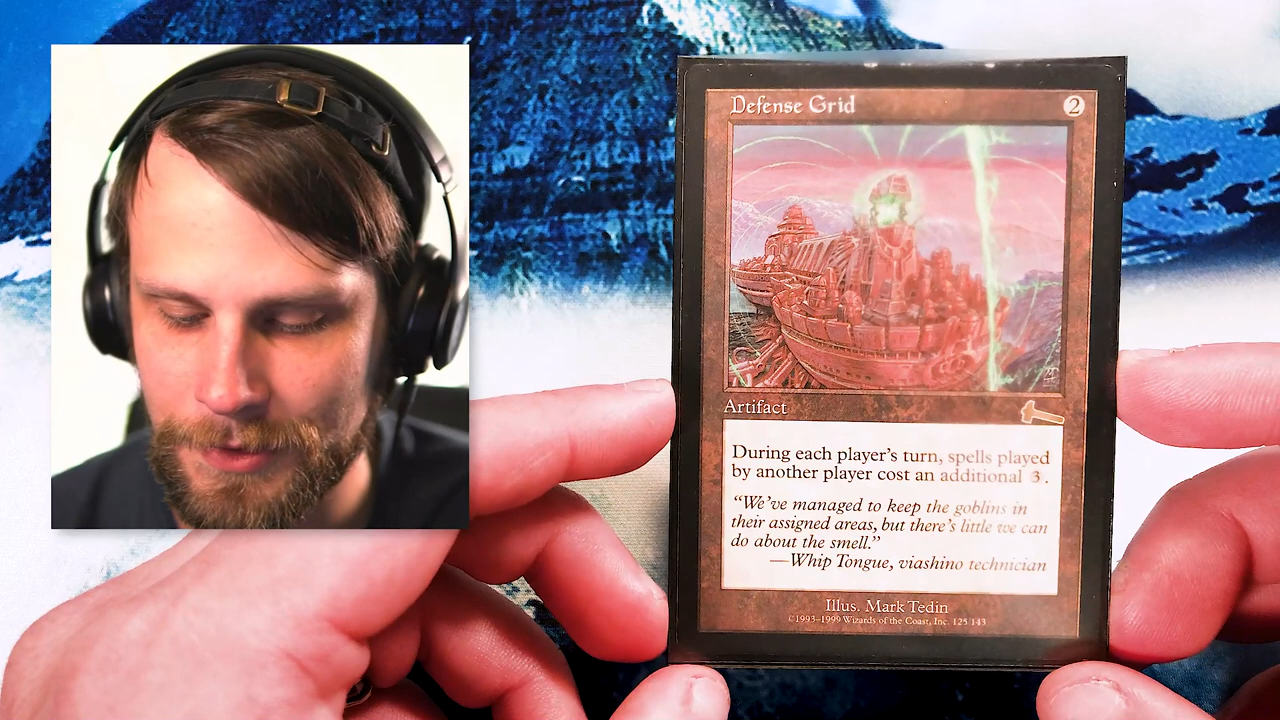 Defense Grid 2
Artifact
During each player's turn, spells played
by another player cost an additional 3.
“We've managed to keep the goblins in
their assigned areas, but there's little we can
do about the smell.”
—Whip Tongue, viashino technician
Illus. Mark Tedin
©1993–1999 Wizards of the Coast, Inc. 125/143